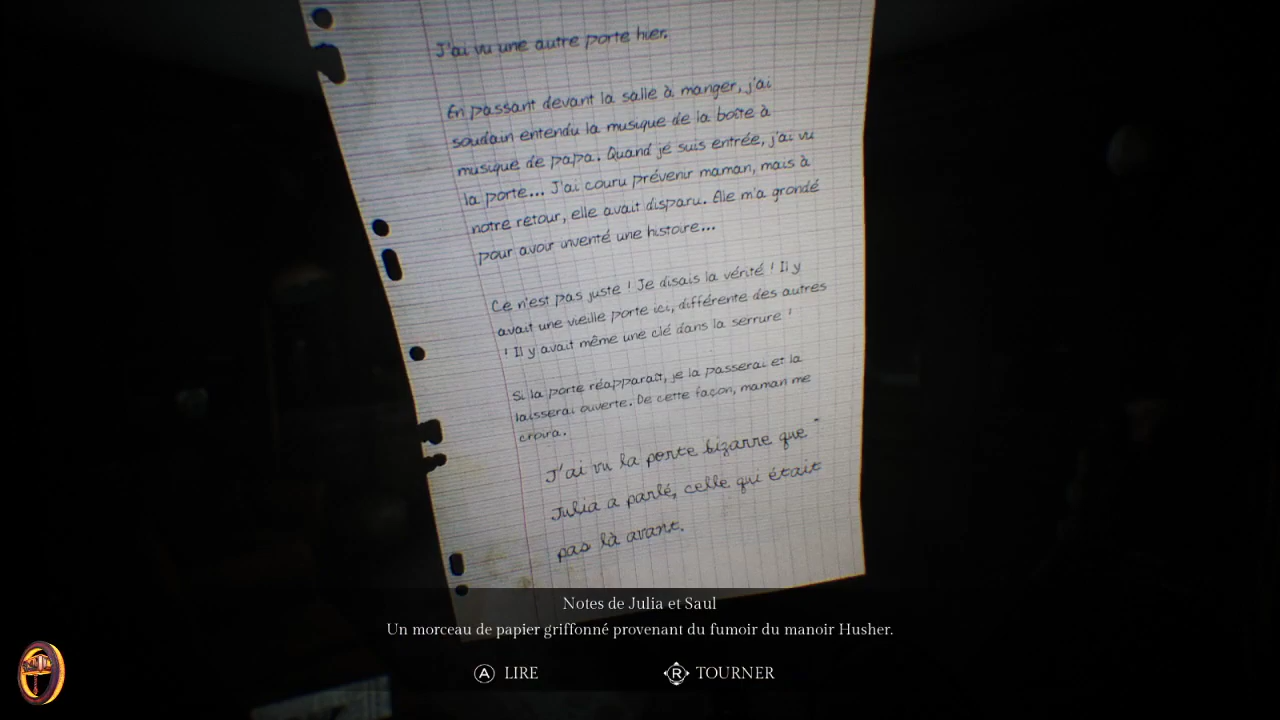 J'ai vu une autre porte hier.
En passant devant la salle à manger, j'ai
soudain entendu la musique de la boîte à
musique de papa. Quand je suis entrée, j'ai vu
la porte... J'ai couru prévenir maman, mais à
notre retour, elle avait disparu. Elle m'a grondé
pour avoir inventé une histoire...
Ce n'est pas juste ! Je disais la vérité ! Il y
avait une vieille porte ici, différente des autres
! Il y avait même une clé dans la serrure !
Si la porte réapparaît, je la passerai et la
laisserai ouverte. De cette façon, maman me
croira.
J'ai vu la porte bizarre que
Julia a parlé, celle qui était
pas là avant.
Notes de Julia et Saul
Un morceau de papier griffonné provenant du fumoir du manoir Husher.
A LIRE R TOURNER